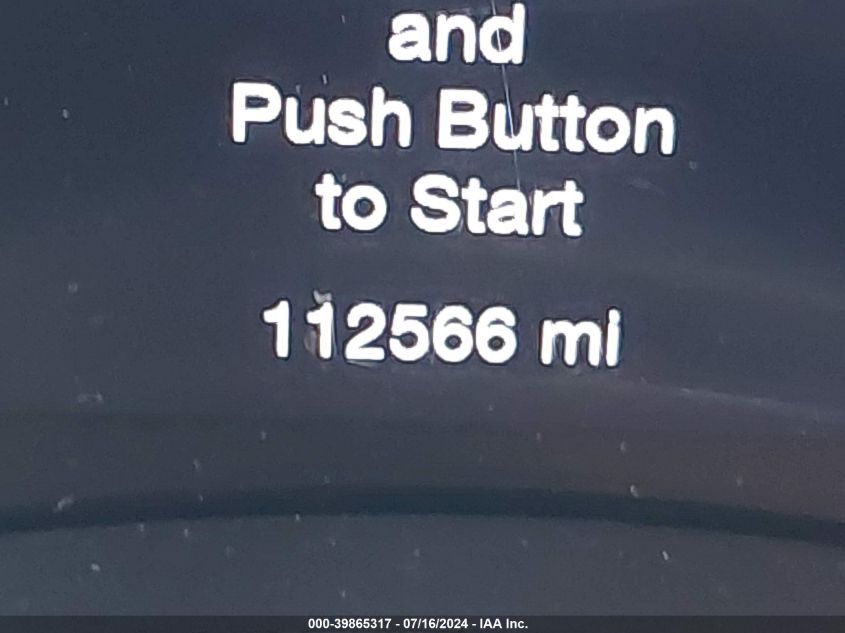 and
Push Button
to Start
112566 mi
000-39865317 - 07/16/2024 - IAA Inc.